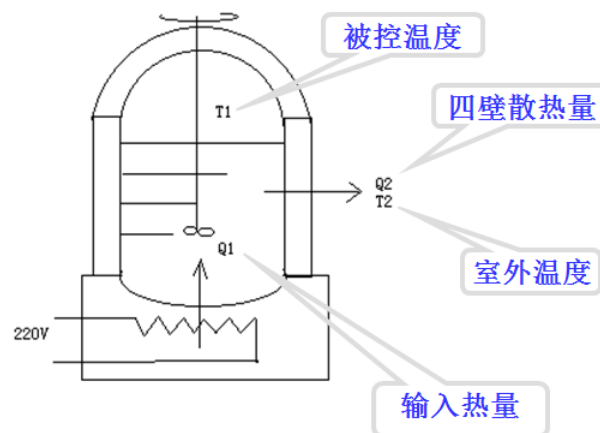 被控温度
T1
四壁散热量
Q2
T2
Q1
室外温度
220V
输入热量